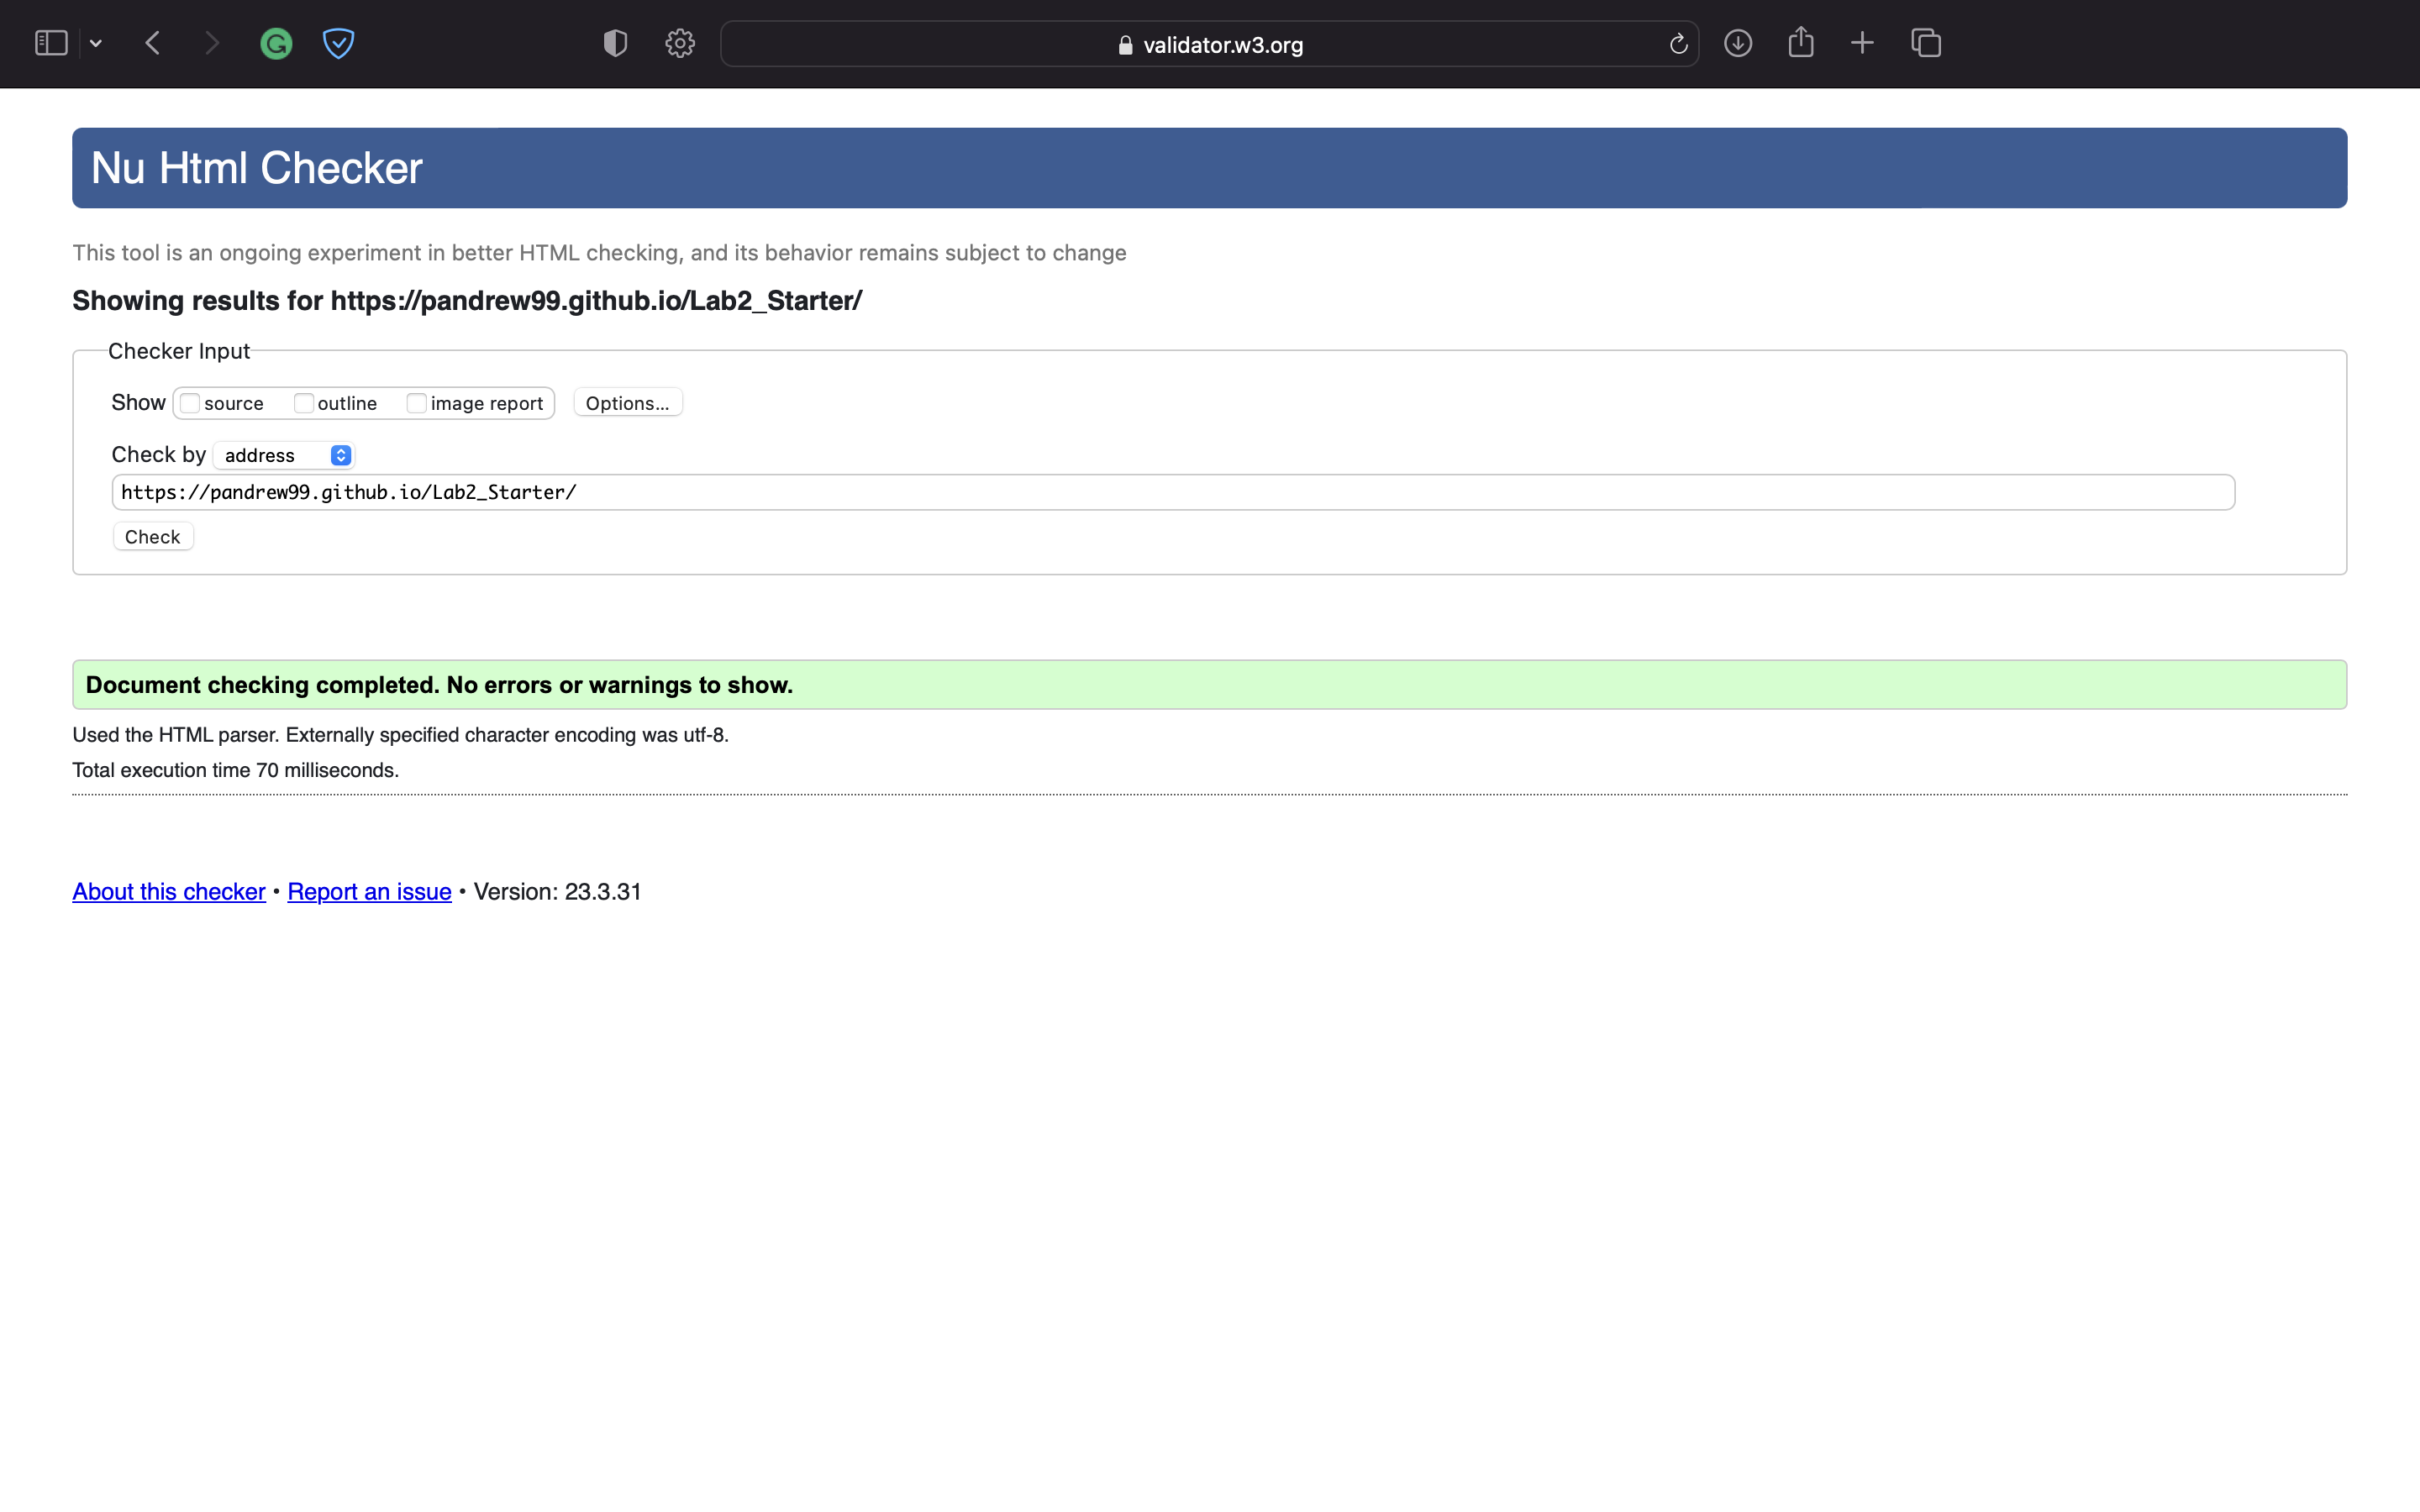 validator.w3.org
Nu Html Checker
This tool is an ongoing experiment in better HTML checking, and its behavior remains subject to change
Showing results for https://pandrew99.github.io/Lab2_Starter/
Checker Input
Show source outline image report Options...
Check by address
https://pandrew99.github.io/Lab2_Starter/
Check
Document checking completed. No errors or warnings to show.
Used the HTML parser. Externally specified character encoding was utf-8.
Total execution time 70 milliseconds.
About this checker • Report an issue • Version: 23.3.31